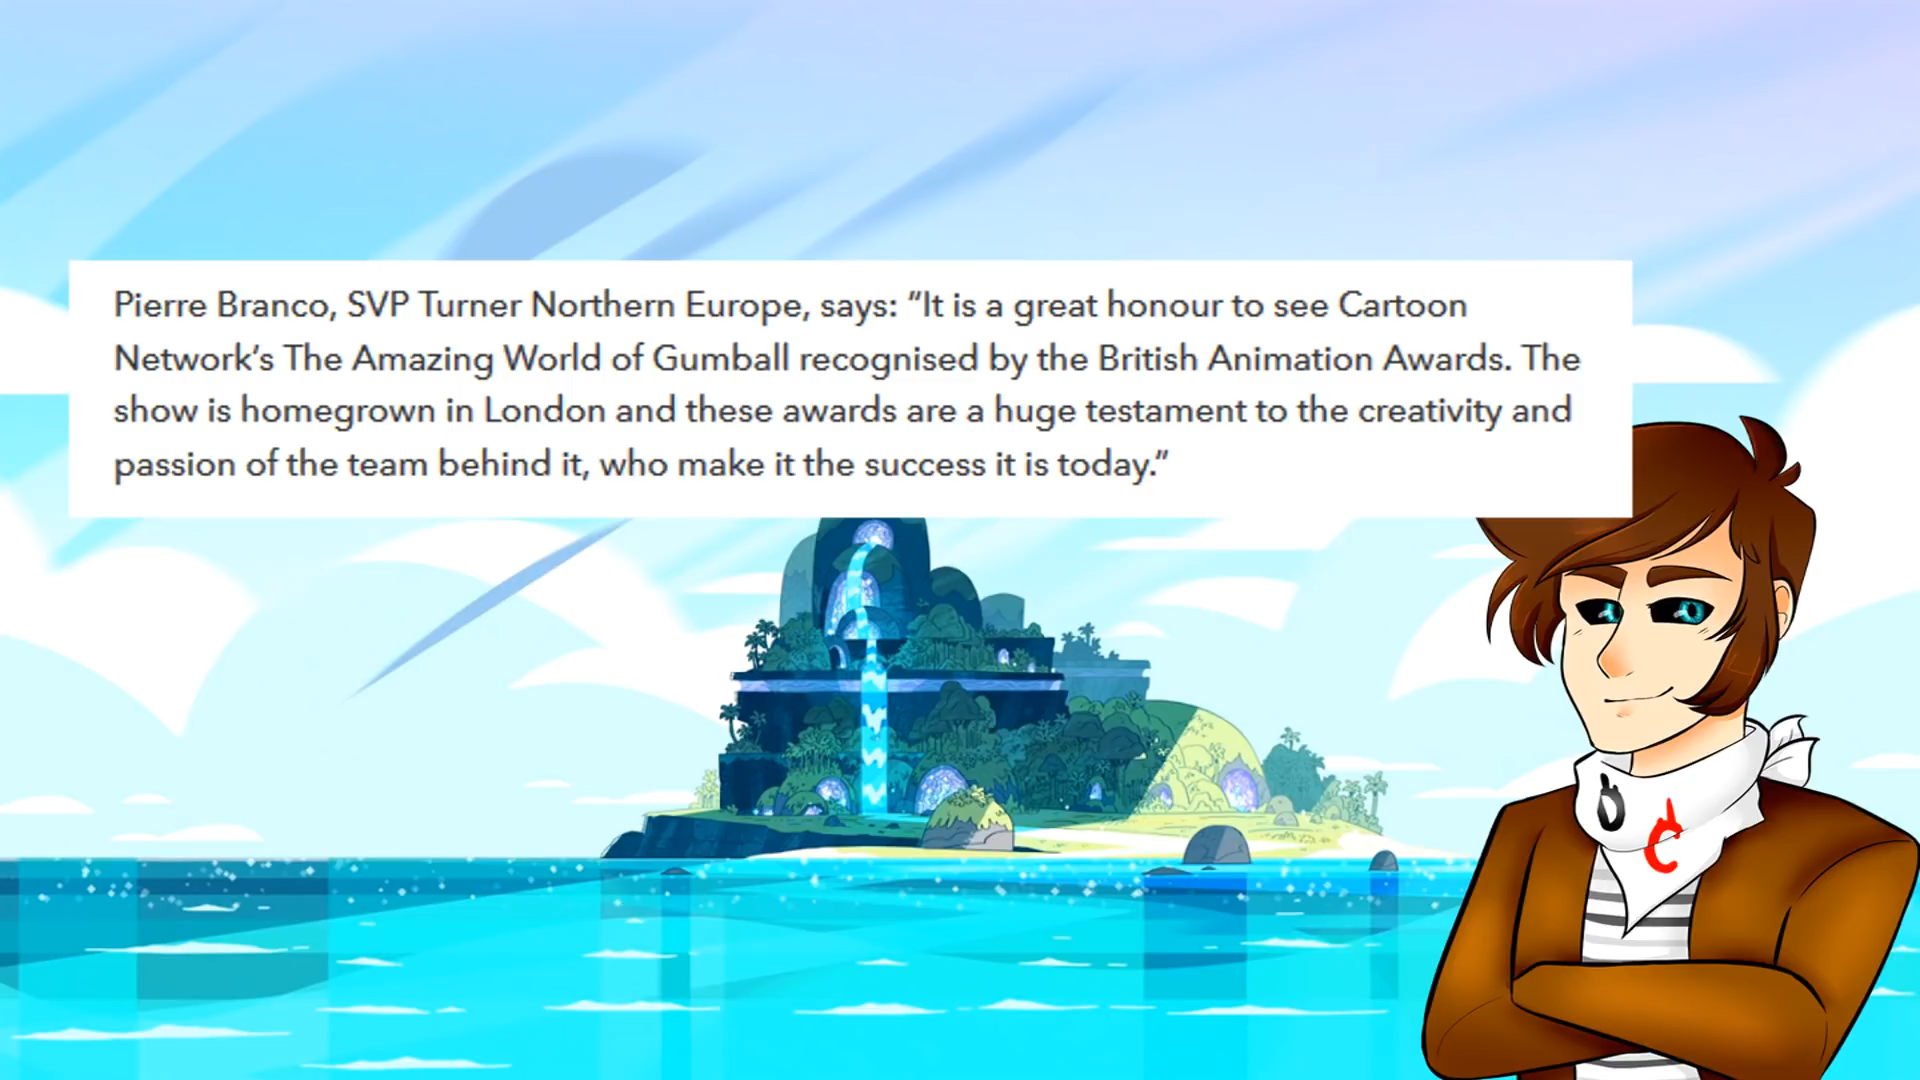 Pierre Branco, SVP Turner Northern Europe, says: “It is a great honour to see Cartoon
Network’s The Amazing World of Gumball recognised by the British Animation Awards. The
show is homegrown in London and these awards are a huge testament to the creativity and
passion of the team behind it, who make it the success it is today.”